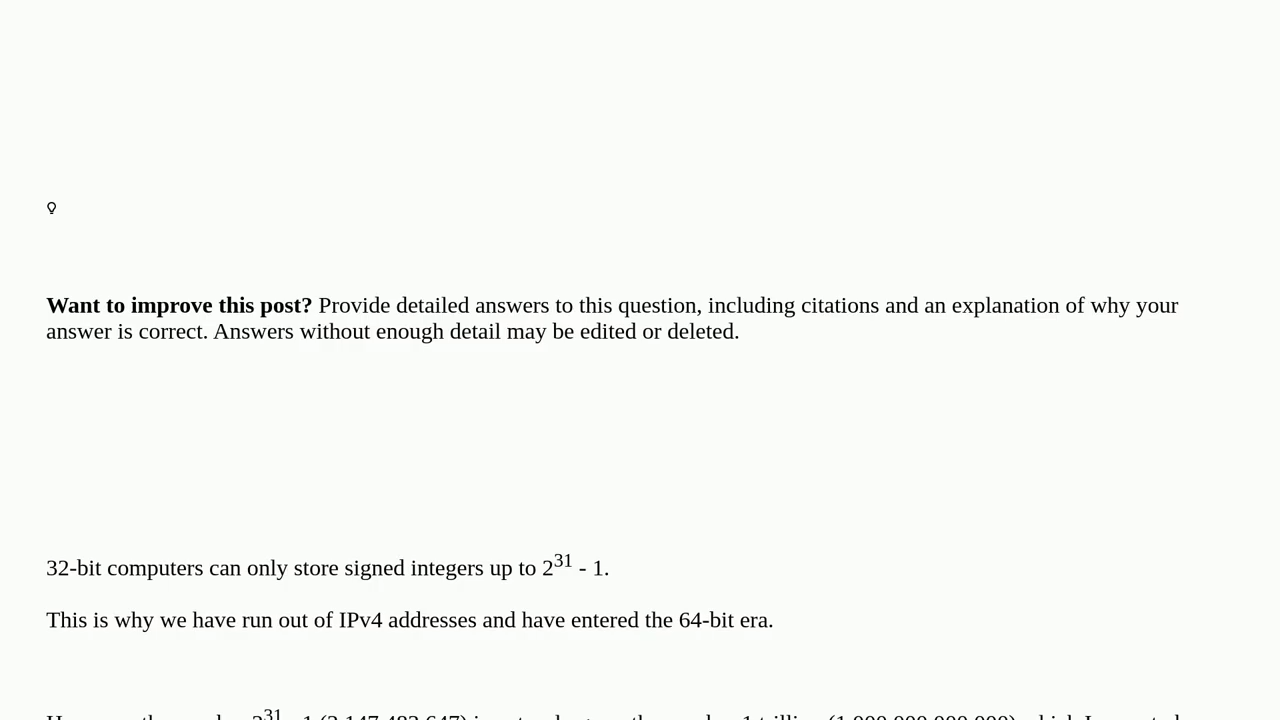 Want to improve this post? Provide detailed answers to this question, including citations and an explanation of why your
answer is correct. Answers without enough detail may be edited or deleted.
32-bit computers can only store signed integers up to 2^31 - 1.
This is why we have run out of IPv4 addresses and have entered the 64-bit era.
31